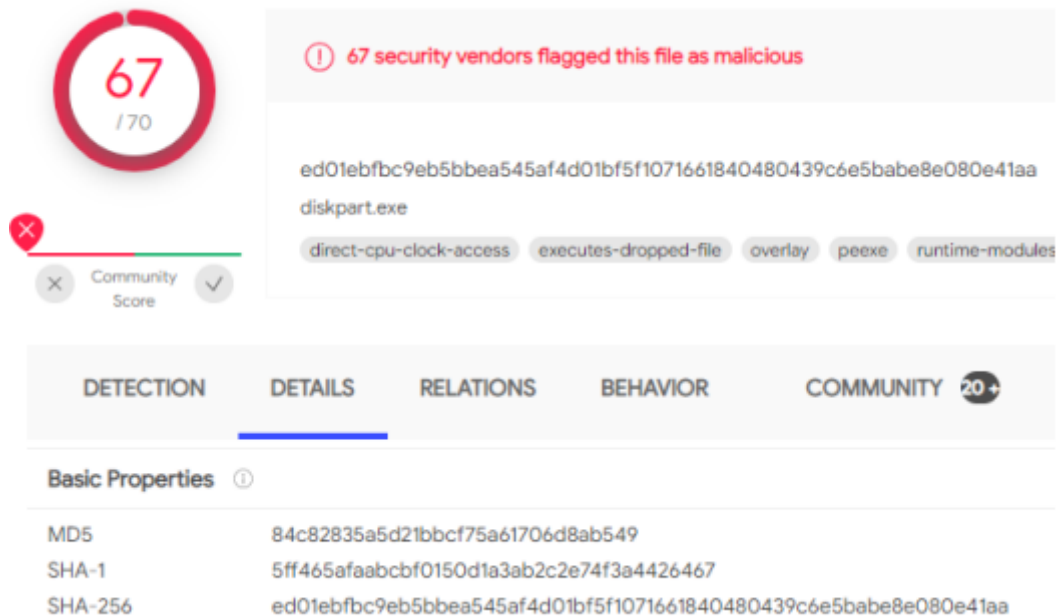 67
/ 70
67 security vendors flagged this file as malicious
ed01ebfbc9eb5bbea545af4d01bf5f1071661840480439c6e5babe8e080e41aa
diskpart.exe
direct-cpu-clock-access executes-dropped-file overlay peexe runtime-modules
Community
Score
DETECTION DETAILS RELATIONS BEHAVIOR COMMUNITY 20+
Basic Properties
MD5 84c82835a5d21bbcf75a61706d8ab549
SHA-1 5ff465afaabcbf0150d1a3ab2c2e74f3a4426467
SHA-256 ed01ebfbc9eb5bbea545af4d01bf5f1071661840480439c6e5babe8e080e41aa